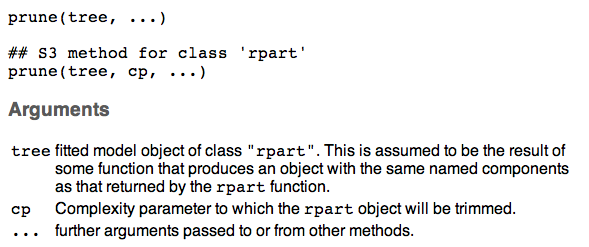 prune(tree, ...)
## S3 method for class 'rpart'
prune(tree, cp, ...)
Arguments
tree fitted model object of class "rpart". This is assumed to be the result of
some function that produces an object with the same named components
as that returned by the rpart function.
cp Complexity parameter to which the rpart object will be trimmed.
... further arguments passed to or from other methods.